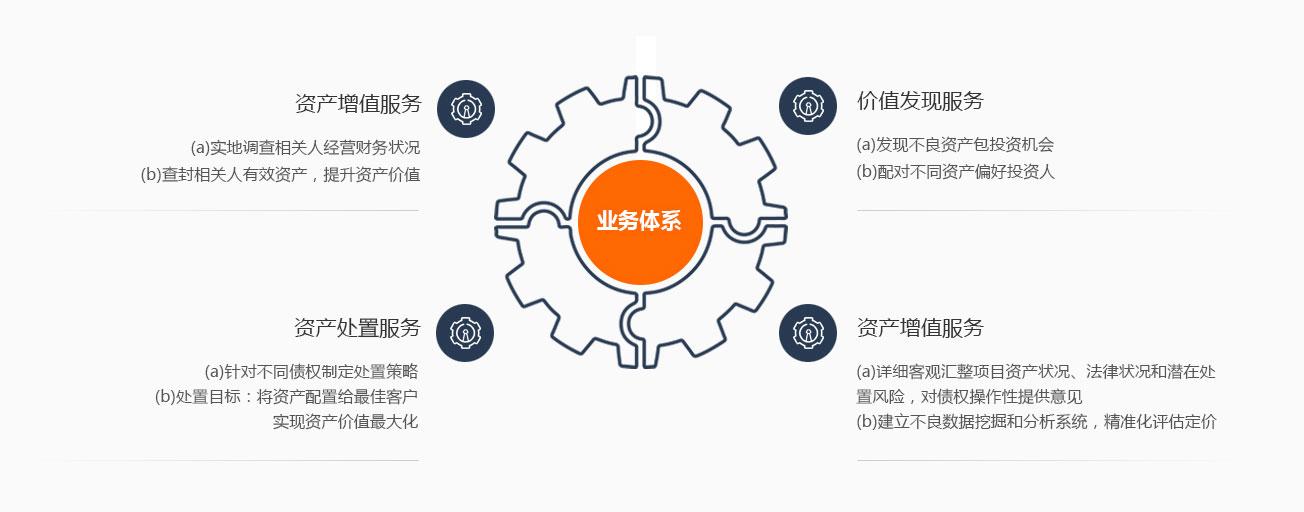 资产增值服务
(a)实地调查相关人经营财务状况
(b)查封相关人有效资产，提升资产价值
价值发现服务
(a)发现不良资产包投资机会
(b)配对不同资产偏好投资人
业务体系
资产处置服务
(a)针对不同债权制定处置策略
(b)处置目标：将资产配置给最佳客户
实现资产价值最大化
资产增值服务
(a)详细客观汇整项目资产状况、法律状况和潜在处
置风险，对债权操作性提供意见
(b)建立不良数据挖掘和分析系统，精准化评估定价